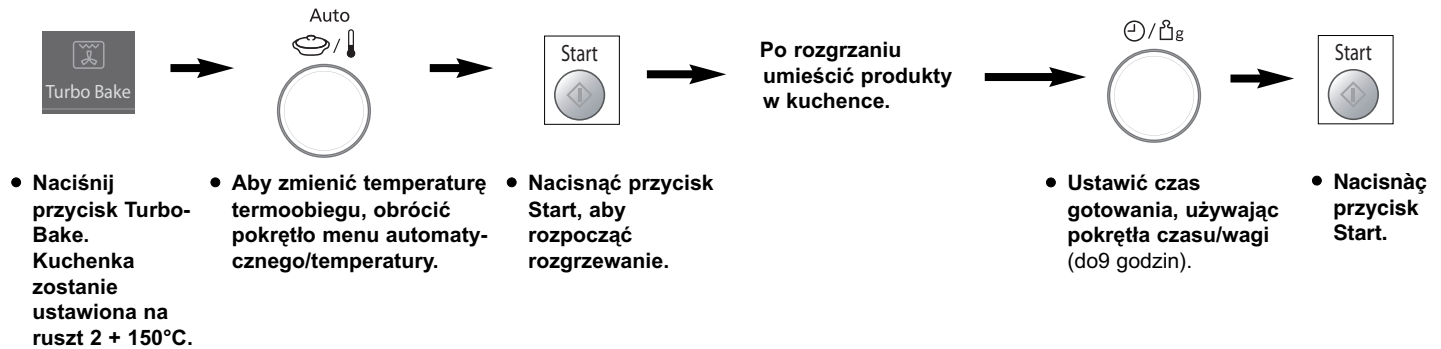 Auto
Turbo Bake
/
Start
Po rozgrzaniu
umieścić produkty
w kuchence.
/ g
Start
• Naciśnij
przycisk Turbo-
Bake.
Kuchenka
zostanie
ustawiona na
ruszt 2 + 150°C.
• Aby zmienić temperaturę
termoobiegu, obrócić
pokrętło menu automaty-
cznego/temperatury.
• Nacisnąć przycisk
Start, aby
rozpocząć
rozgrzewanie.
• Ustawić czas
gotowania, używając
pokrętła czasu/wagi
(do9 godzin).
• Nacisnàç
przycisk
Start.